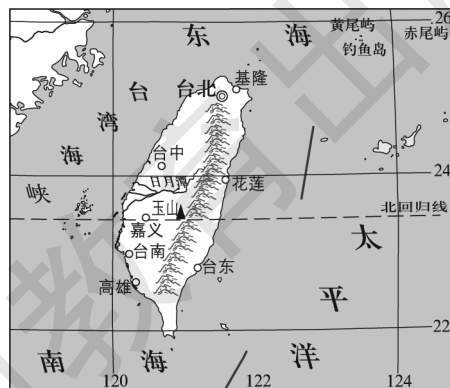 26
东 海
黄尾屿
赤尾屿
钓鱼岛
台湾海峡
台北
基隆
台中
日月潭
24
花莲
玉山
北回归线
嘉义
台南
台东
高雄
太平洋
22
南海
120
122
124